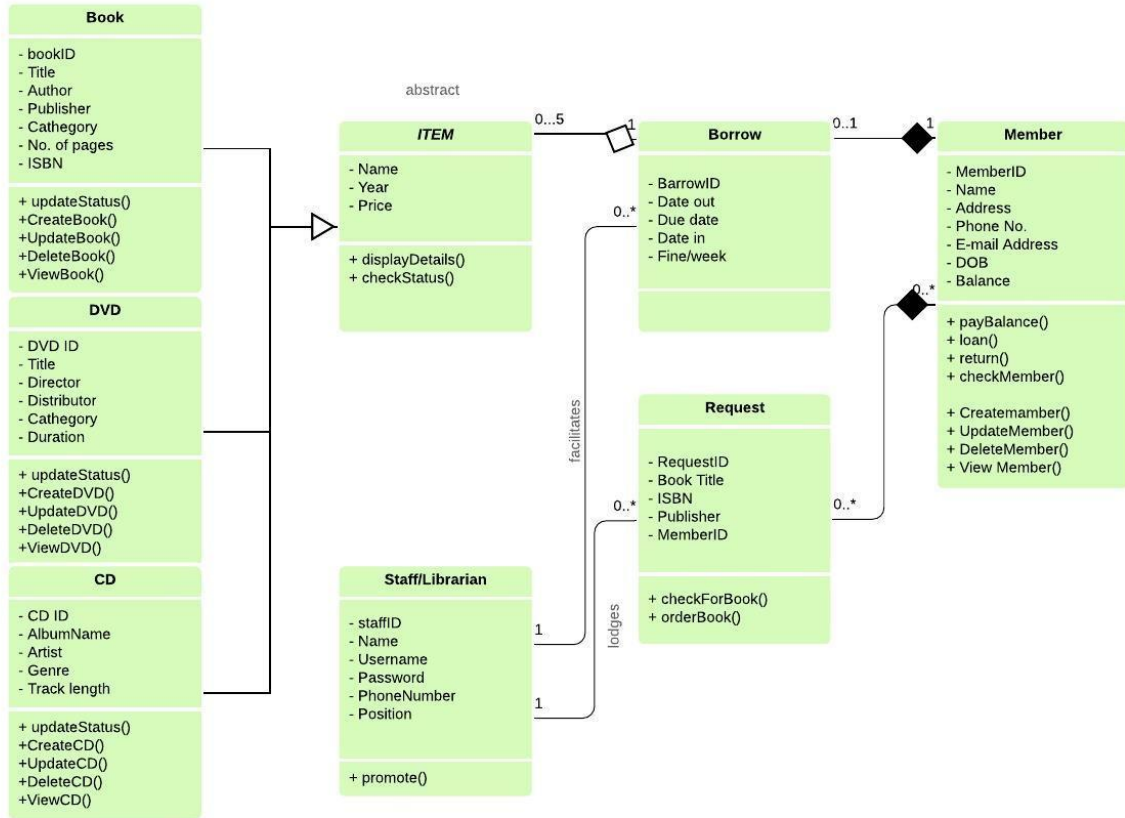 Book
- bookID
- Title
- Author
- Publisher
- Cathegory
- No. of pages
- ISBN
+ updateStatus()
+CreateBook()
+UpdateBook()
+DeleteBook()
+ViewBook()
DVD
- DVD ID
- Title
- Director
- Distributor
- Cathegory
- Duration
+ updateStatus()
+CreateDVD()
+UpdateDVD()
+DeleteDVD()
+ViewDVD()
CD
- CD ID
- AlbumName
- Artist
- Genre
- Track length
+ updateStatus()
+CreateCD()
+UpdateCD()
+DeleteCD()
+ViewCD()
abstract
ITEM
- Name
- Year
- Price
+ displayDetails()
+ checkStatus()
0...5
1
Borrow
- BarrowID
- Date out
- Due date
- Date in
- Fine/week
0..1
1
0..*
Member
- MemberID
- Name
- Address
- Phone No.
- E-mail Address
- DOB
- Balance
0..*
+ payBalance()
+ loan()
+ return()
+ checkMember()
+ Createmamber()
+ UpdateMember()
+ DeleteMember()
+ View Member()
facilitates
Request
- RequestID
- Book Title
- ISBN
- Publisher
- MemberID
+ checkForBook()
+ orderBook()
0..*
0..*
Staff/Librarian
- staffID
- Name
- Username
- Password
- PhoneNumber
- Position
+ promote()
1
1
lodges